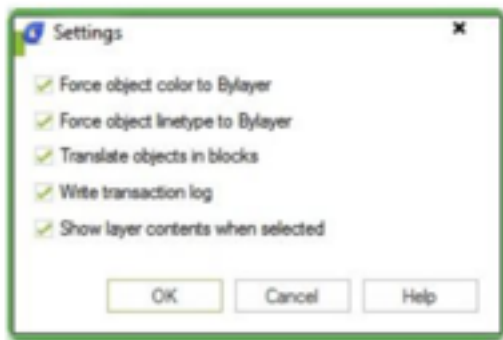 Settings
Force object color to Bylayer
Force object linetype to Bylayer
Translate objects in blocks
Write transaction log
Show layer contents when selected
OK Cancel Help